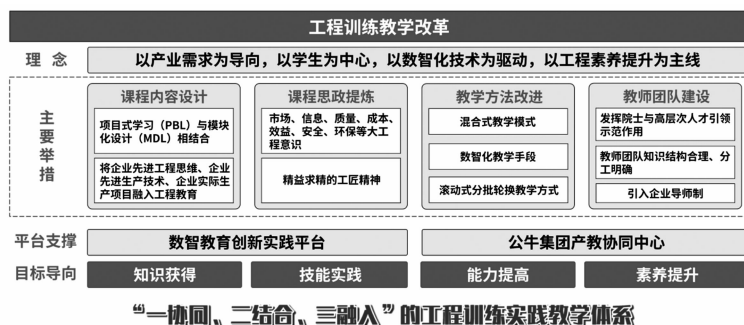 工程训练教学改革
理 念
以产业需求为导向，以学生为中心，以数智化技术为驱动，以工程素养提升为主线
主要举措
课程内容设计
项目式学习（PBL）与模块
化设计（MDL）相结合
将企业先进工程思维、企业
先进生产技术、企业实际生
产项目融入工程教育
课程思政提炼
市场、信息、质量、成本、
效益、安全、环保等大工
程意识
精益求精的工匠精神
教学方法改进
混合式教学模式
数智化教学手段
滚动式分批轮换教学方式
教师团队建设
发挥院士与高层次人才引领
示范作用
教师团队知识结构合理、分
工明确
引入企业导师制
平台支撑
数智教育创新实践平台
公牛集团产教协同中心
目标导向
知识获得
技能实践
能力提高
素养提升
“一协同、二结合、三融入”的工程训练实践教学体系